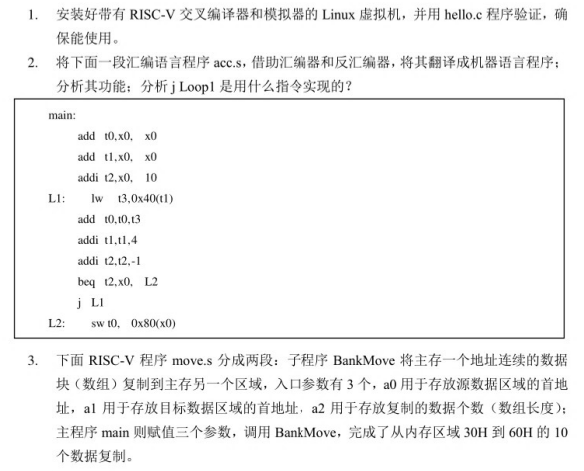 1. 安装好带有 RISC-V 交叉编译器和模拟器的 Linux 虚拟机，并用 hello.c 程序验证，确
保能使用。
2. 将下面一段汇编语言程序 acc.s，借助汇编器和反汇编器，将其翻译成机器语言程序；
分析其功能；分析 j Loop1 是用什么指令实现的？
main:
add t0,x0, x0
add t1,x0, x0
addi t2,x0, 10
L1: lw t3,0x40(t1)
add t0,t0,t3
addi t1,t1,4
addi t2,t2,-1
beq t2,x0, L2
j L1
L2: sw t0, 0x80(x0)
3. 下面 RISC-V 程序 move.s 分成两段：子程序 BankMove 将主存一个地址连续的数据
块（数组）复制到主存另一个区域，入口参数有 3 个，a0 用于存放源数据区域的首地
址，a1 用于存放目标数据区域的首地址，a2 用于存放复制的数据个数（数组长度）；
主程序 main 则赋值三个参数，调用 BankMove，完成了从内存区域 30H 到 60H 的 10
个数据复制。